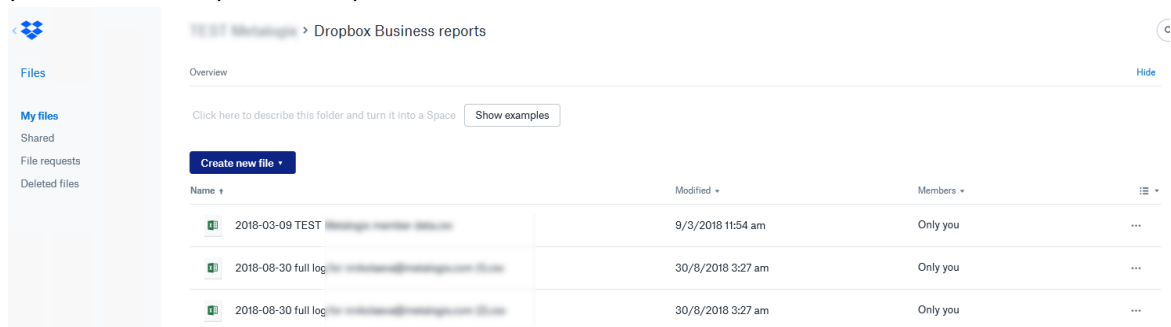 > Dropbox Business reports
Files
Overview
Hide
Click here to describe this folder and turn it into a Space
Show examples
My files
Shared
File requests
Deleted files
Create new file
Name
Modified
Members
2018-03-09 TEST
9/3/2018 11:54 am
Only you
2018-08-30 full log
30/8/2018 3:27 am
Only you
2018-08-30 full log
30/8/2018 3:27 am
Only you